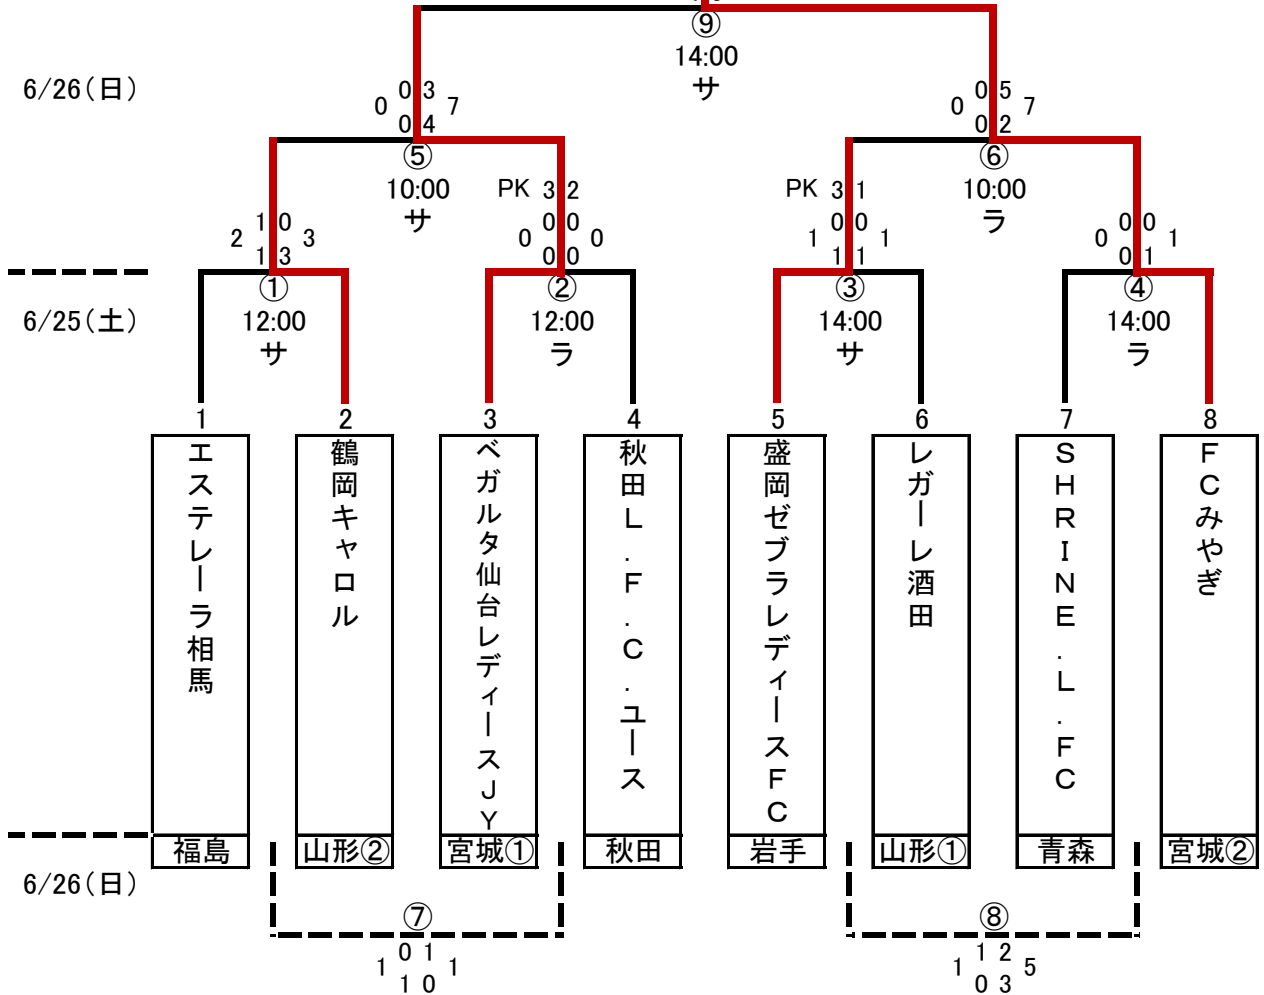 ⑨
14:00
サ
6/26(日)
0 3
0 7
0 4
0 5
0 7
0 2
⑤
10:00
サ
⑥
10:00
ラ
PK 3 2
0 0
0 0
0 0
PK 3 1
0 0
1 1
1 1
1 0
2 3
1 3
0 0
0 1
0 1
①
12:00
サ
②
12:00
ラ
③
14:00
サ
④
14:00
ラ
6/25(土)
1 2 3 4 5 6 7 8
エステレーラ相馬
鶴岡キャロル
ベガルタ仙台レディースJY
秋田L.F.C.ユース
盛岡ゼブラレディースFC
レガーレ酒田
SHRINE.L.FC
FCみやぎ
福島 山形② 宮城① 秋田 岩手 山形① 青森 宮城②
6/26(日)
⑦
0 1
1 1
1 0
⑧
1 2
1 5
0 3